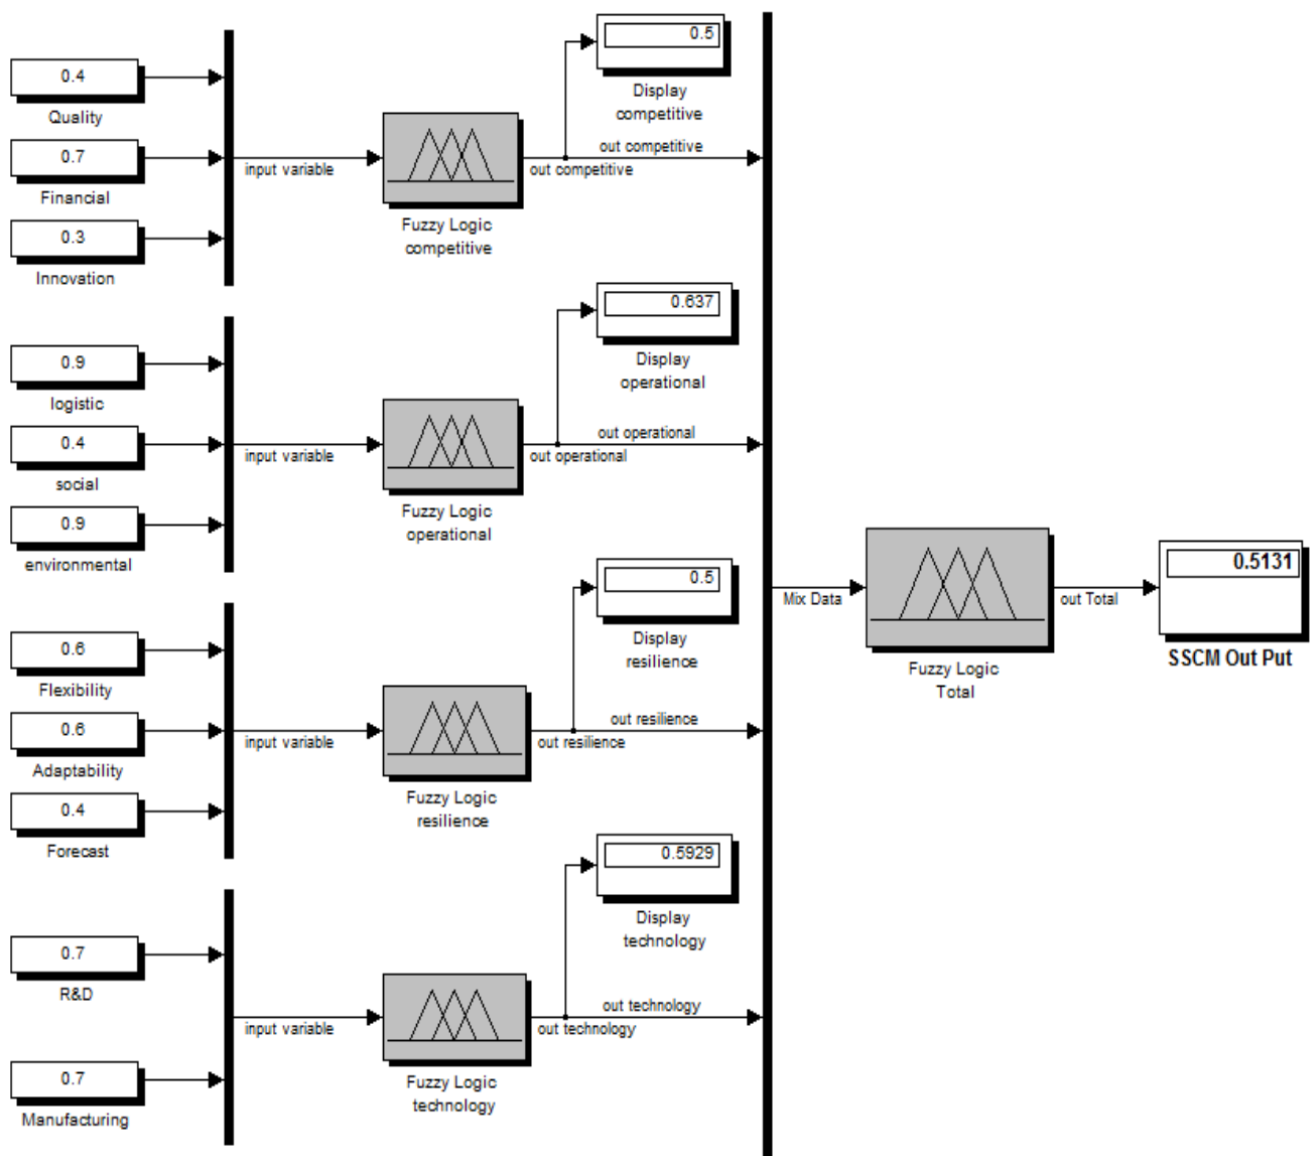 0.4
Quality
0.7
Financial
0.3
Innovation
input variable
Fuzzy Logic
competitive
0.5
Display
competitive
out competitive
out competitive
0.9
logistic
0.4
social
0.9
environmental
input variable
Fuzzy Logic
operational
0.637
Display
operational
out operational
out operational
0.6
Flexibility
0.6
Adaptability
0.4
Forecast
input variable
Fuzzy Logic
resilience
0.5
Display
resilience
out resilience
out resilience
0.7
R&D
0.7
Manufacturing
input variable
Fuzzy Logic
technology
0.5929
Display
technology
out technology
out technology
Mix Data
Fuzzy Logic
Total
out Total
0.5131
SSCM Out Put